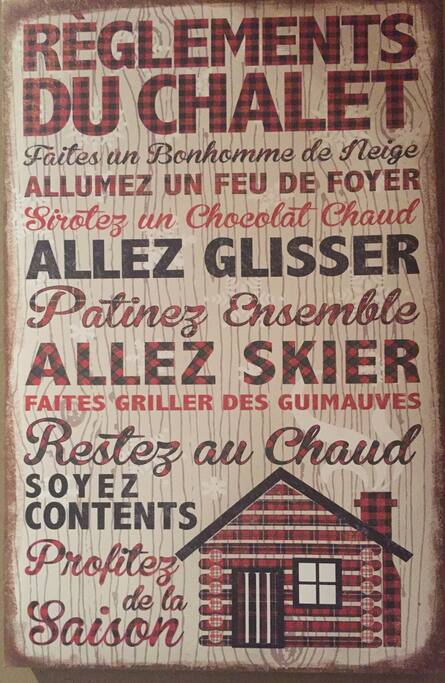 RÈGLEMENTS
DU CHALET
Faites un Bonhomme de Neige
ALLUMEZ UN FEU DE FOYER
Sirotez un Chocolat Chaud
ALLEZ GLISSER
Patinez Ensemble
ALLEZ SKIER
FAITES GRILLER DES GUIMAUVES
Restez au Chaud
SOYEZ
CONTENTS
Profitez
de la
Saison